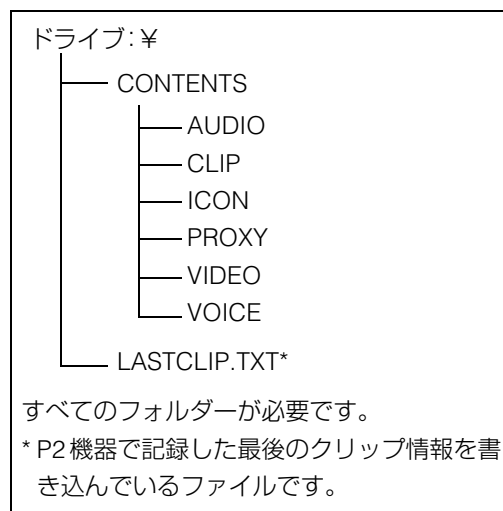 ドライブ:¥
CONTENTS
AUDIO
CLIP
ICON
PROXY
VIDEO
VOICE
LASTCLIP.TXT*
すべてのフォルダーが必要です。
* P2 機器で記録した最後のクリップ情報を書
き込んでいるファイルです。